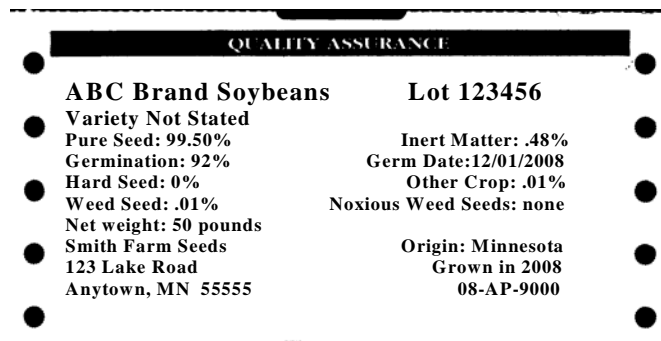 QUALITY ASSURANCE
ABC Brand Soybeans Lot 123456
Variety Not Stated
Pure Seed: 99.50% Inert Matter: .48%
Germination: 92% Germ Date:12/01/2008
Hard Seed: 0% Other Crop: .01%
Weed Seed: .01% Noxious Weed Seeds: none
Net weight: 50 pounds
Smith Farm Seeds Origin: Minnesota
123 Lake Road Grown in 2008
Anytown, MN 55555 08-AP-9000